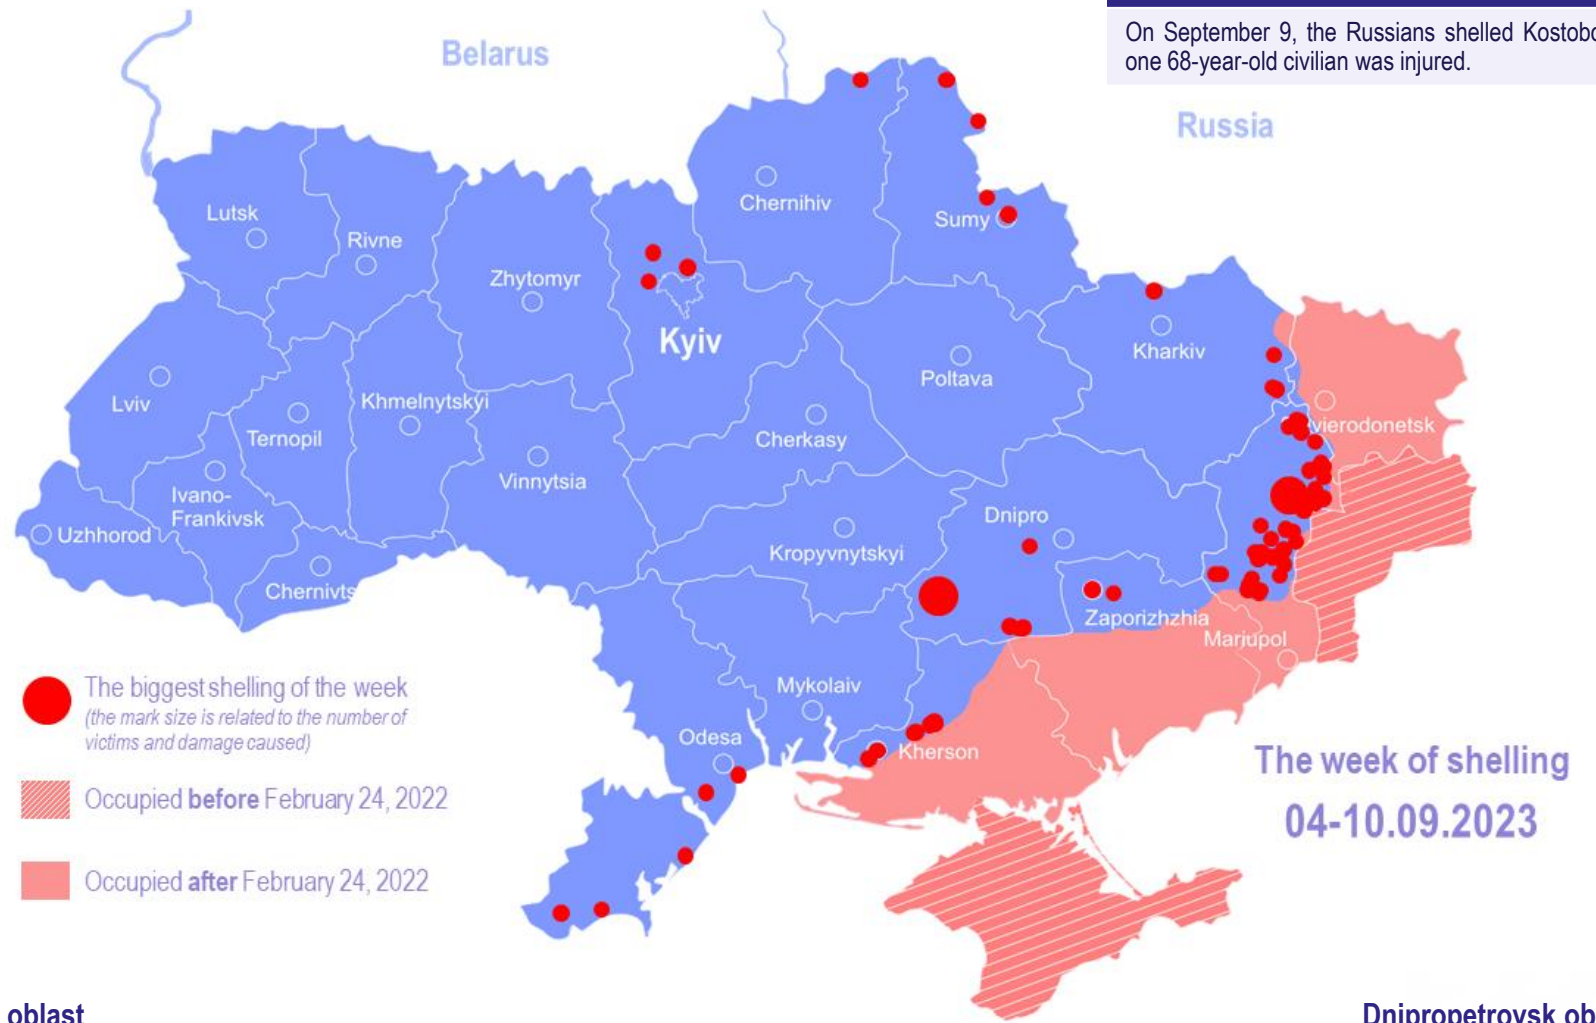 On September 9, the Russians shelled
one 68-year-old civilian was injured.
Belarus
Russia
Chernihiv
Sumy
Lutsk
Rivne
Zhytomyr
Kyiv
Kharkiv
Poltava
Lviv
Khmelnytskyi
Ternopil
Cherkasy
vierodonetsk
Vinnytsia
Ivano-
Frankivsk
Uzhhorod
Dnipro
Kropyvnytskyi
Chernivts
Zaporizhzhia
Mariupol
Mykolaiv
Odesa
Kherson
The biggest shelling of the week
(the mark size is related to the number of
victims and damage caused)
Occupied before February 24, 2022
Occupied after February 24, 2022
The week of shelling
04-10.09.2023
oblast
Dnipropetrovsk